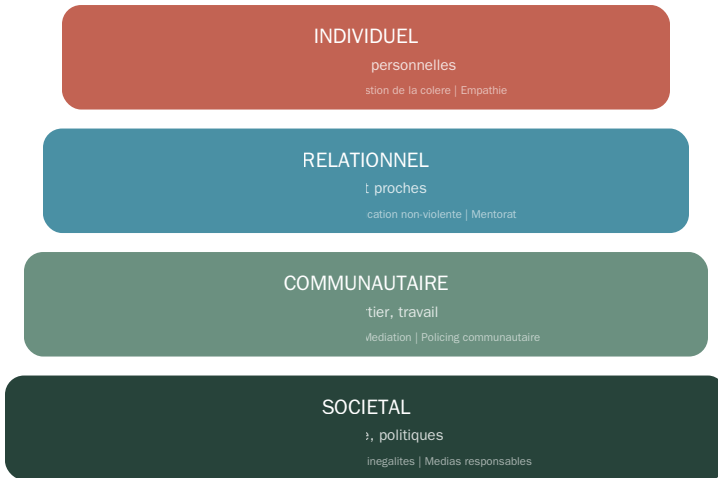 INDIVIDUEL
personnelles
stion de la colere | Empathie
RELATIONNEL
t proches
cation non-violente | Mentorat
COMMUNAUTAIRE
tier, travail
Mediation | Policing communautaire
SOCIETAL
e, politiques
inegalites | Medias responsables